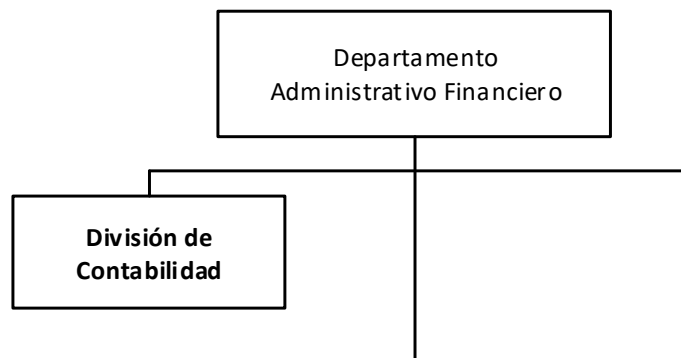 Departamento
Administrativo Financiero
División de
Contabilidad